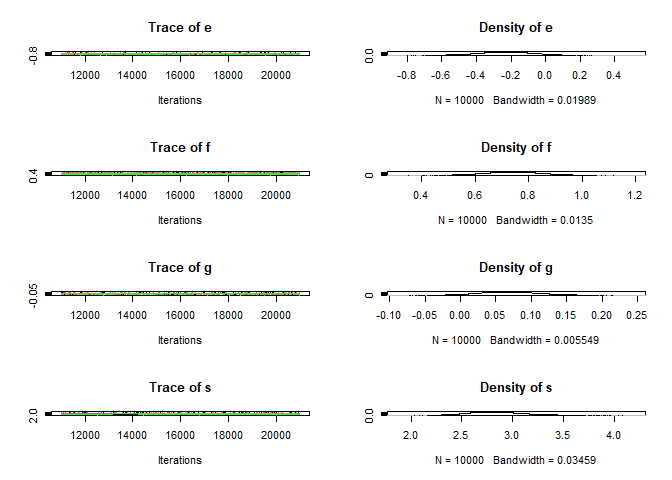 Trace of e
-0.8
12000 14000 16000 18000 20000
Iterations
Density of e
0.0
-0.8 -0.6 -0.4 -0.2 0.0 0.2 0.4
N = 10000 Bandwidth = 0.01989
Trace of f
0.4
12000 14000 16000 18000 20000
Iterations
Density of f
0
0.4 0.6 0.8 1.0 1.2
N = 10000 Bandwidth = 0.0135
Trace of g
-0.05
12000 14000 16000 18000 20000
Iterations
Density of g
0
-0.10 -0.05 0.00 0.05 0.10 0.15 0.20 0.25
N = 10000 Bandwidth = 0.005549
Trace of s
2.0
12000 14000 16000 18000 20000
Iterations
Density of s
0.0
2.0 2.5 3.0 3.5 4.0
N = 10000 Bandwidth = 0.03459